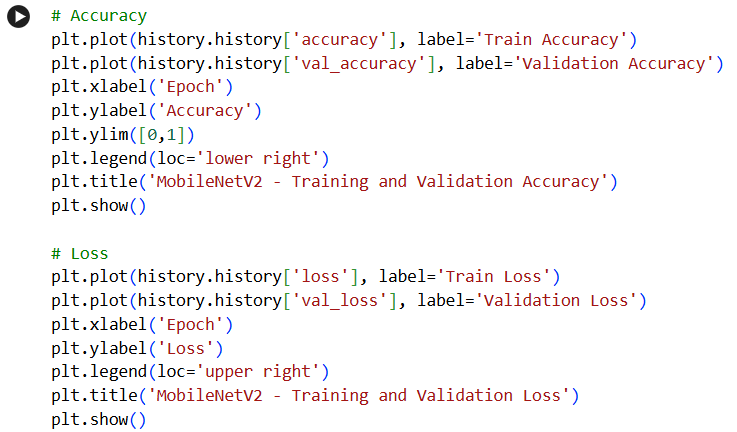 # Accuracy
plt.plot(history.history['accuracy'], label='Train Accuracy')
plt.plot(history.history['val_accuracy'], label='Validation Accuracy')
plt.xlabel('Epoch')
plt.ylabel('Accuracy')
plt.ylim([0,1])
plt.legend(loc='lower right')
plt.title('MobileNetV2 - Training and Validation Accuracy')
plt.show()

# Loss
plt.plot(history.history['loss'], label='Train Loss')
plt.plot(history.history['val_loss'], label='Validation Loss')
plt.xlabel('Epoch')
plt.ylabel('Loss')
plt.legend(loc='upper right')
plt.title('MobileNetV2 - Training and Validation Loss')
plt.show()